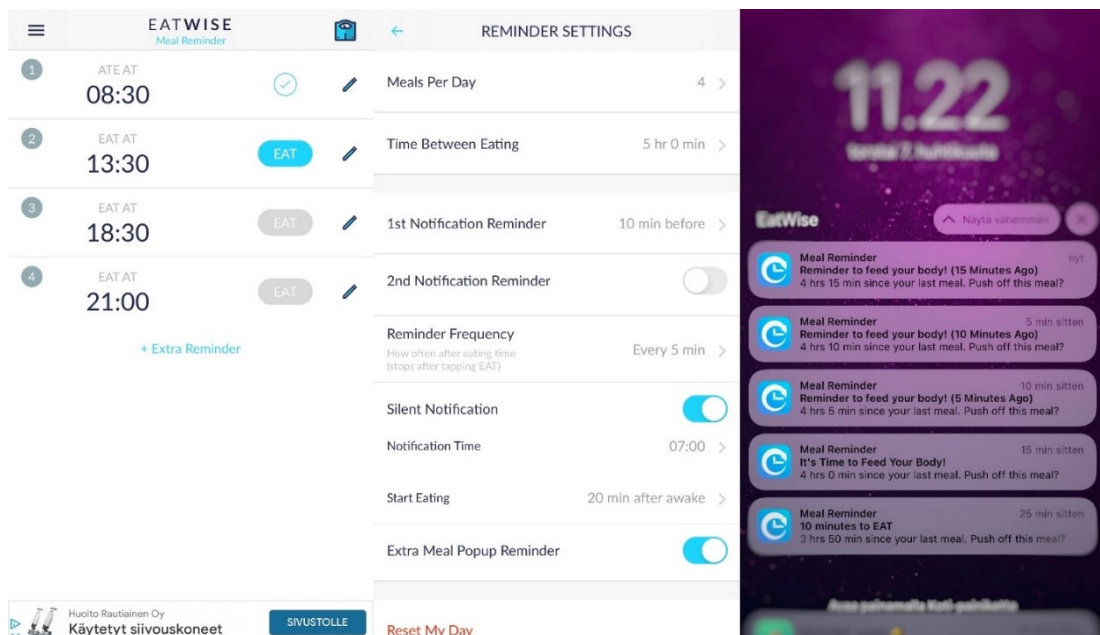 EATWISE
Meal Reminder
1
ATE AT
08:30
2
EAT AT
13:30
EAT
3
EAT AT
18:30
EAT
4
EAT AT
21:00
EAT
+ Extra Reminder
Huolto Rautiainen Oy
Käytetyt siivouskoneet
SIVUSTOLLE
REMINDER SETTINGS
Meals Per Day 4
Time Between Eating 5 hr 0 min
1st Notification Reminder 10 min before
2nd Notification Reminder
Reminder Frequency
How often after eating time
(stops after tapping EAT)
Every 5 min
Silent Notification
Notification Time 07:00
Start Eating 20 min after awake
Extra Meal Popup Reminder
Reset My Day
11.22
torstai 7. huhtikuuta
EatWise
Näytä vähemmän
Meal Reminder nyt
Reminder to feed your body! (15 Minutes Ago)
4 hrs 15 min since your last meal. Push off this meal?
Meal Reminder 5 min sitten
Reminder to feed your body! (10 Minutes Ago)
4 hrs 10 min since your last meal. Push off this meal?
Meal Reminder 10 min sitten
Reminder to feed your body! (5 Minutes Ago)
4 hrs 5 min since your last meal. Push off this meal?
Meal Reminder 15 min sitten
It's Time to Feed Your Body!
4 hrs 0 min since your last meal. Push off this meal?
Meal Reminder 25 min sitten
10 minutes to EAT
3 hrs 50 min since your last meal. Push off this meal?
Avaa painamalla Koti-painiketta